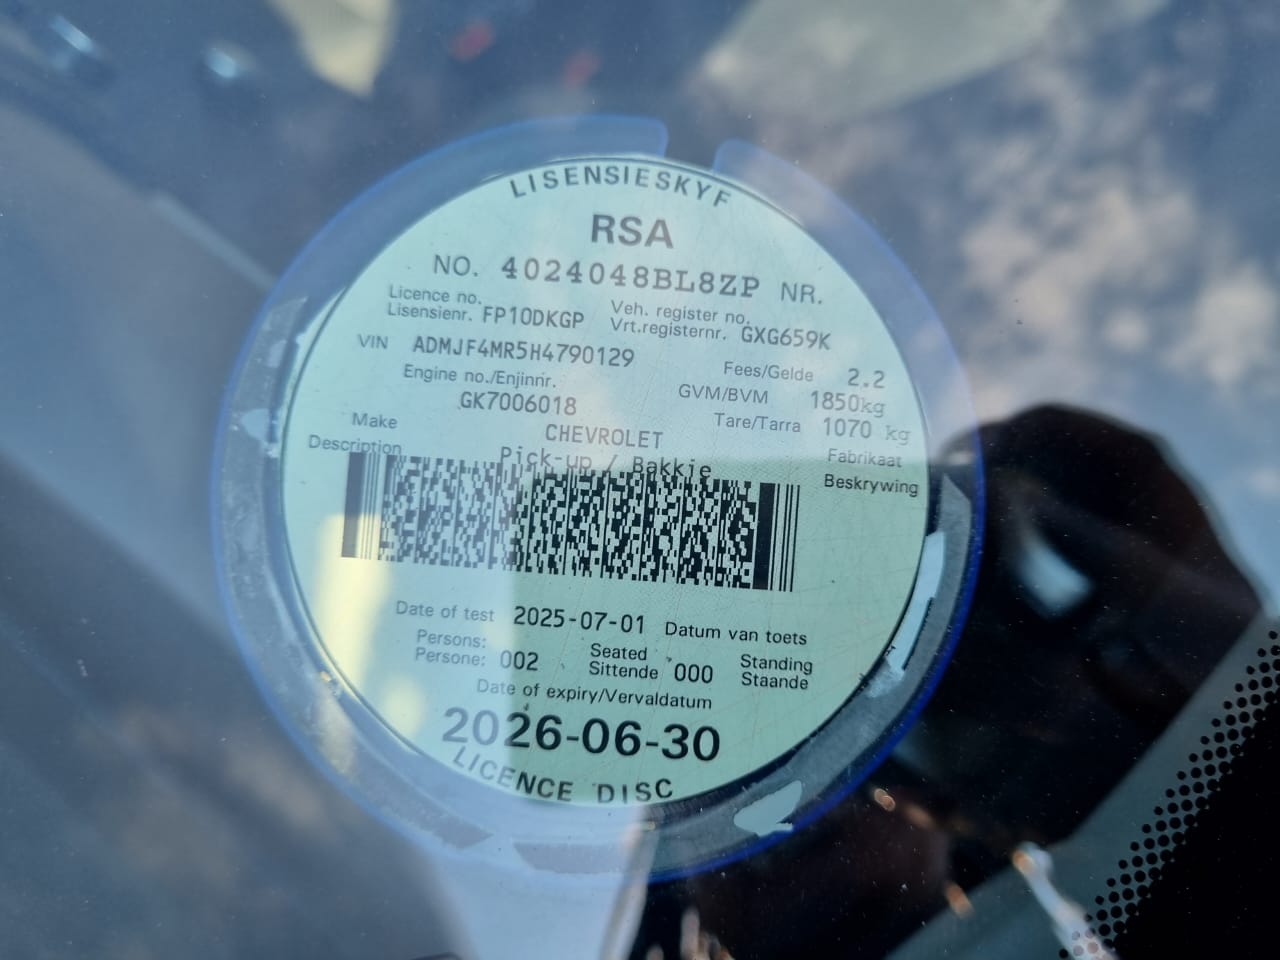 LISENSIESKYF
RSA
NO. 4024048BL8ZP NR.
Licence no. Veh. register no.
Lisensienr. FP10DKGP Vrt.registernr. GXG659K
VIN ADMJF4MR5H4790129
Fees/Gelde 2.2
Engine no./Enjinnr. GVM/BVM 1850kg
GK7006018 Tare/Tarra 1070 kg
Make CHEVROLET Fabrikaat
Description Pick-up / Bakkie Beskrywing
Date of test 2025-07-01 Datum van toets
Persons: Seated Standing
Persone: 002 Sittende 000 Staande
Date of expiry/Vervaldatum
2026-06-30
LICENCE DISC